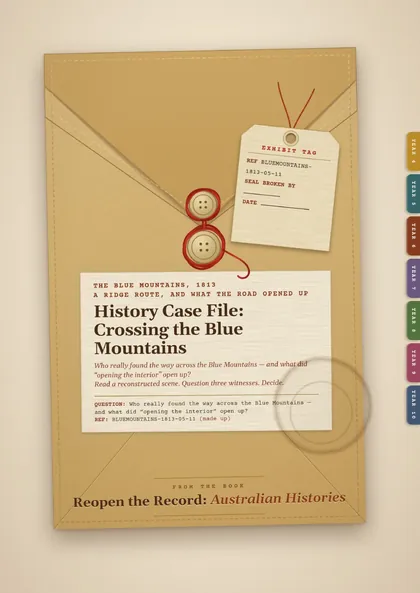 EXHIBIT TAG
REF BLUEMOUNTAINS-
1813-05-11
SEAL BROKEN BY
DATE
THE BLUE MOUNTAINS, 1813
A RIDGE ROUTE, AND WHAT THE ROAD OPENED UP
History Case File:
Crossing the Blue
Mountains
Who really found the way across the Blue Mountains — and what did
"opening the interior" open up?
Read a reconstructed scene. Question three witnesses. Decide.
QUESTION: Who really found the way across the Blue Mountains —
and what did "opening the interior" open up?
REF: BLUEMOUNTAINS-1813-05-11 (made up)
FROM THE BOOK
Reopen the Record: Australian Histories
YEAR 4
YEAR 5
YEAR 6
YEAR 7
YEAR 8
YEAR 9
YEAR 10